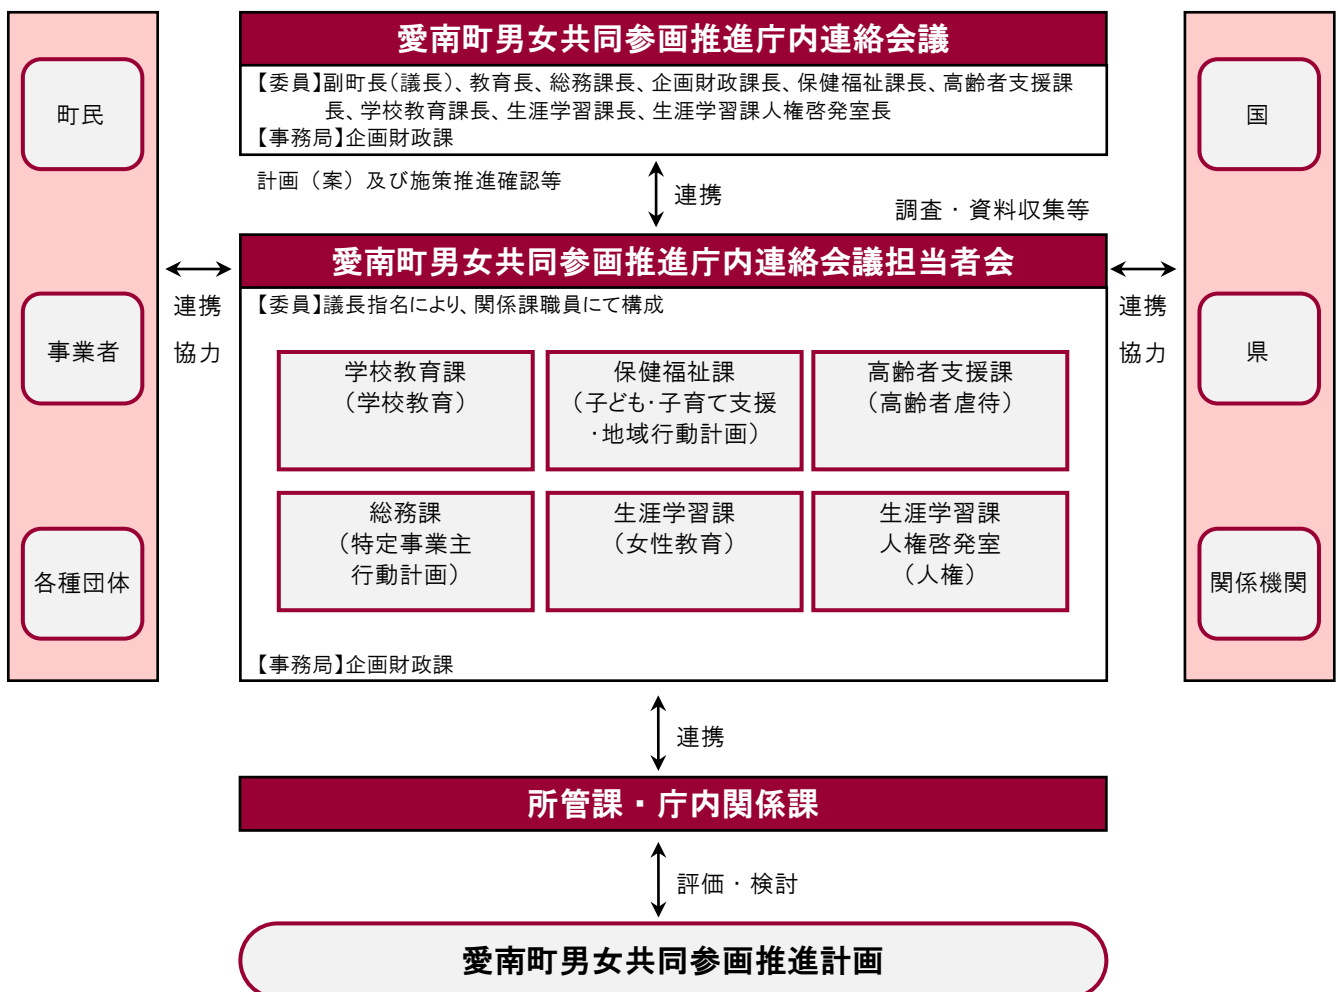 愛南町男女共同参画推進庁内連絡会議
【委員】副町長（議長）、教育長、総務課長、企画財政課長、保健福祉課長、高齢者支援課
長、学校教育課長、生涯学習課長、生涯学習課人権啓発室長
【事務局】企画財政課
計画（案）及び施策推進確認等
連携
調査・資料収集等
町民
事業者
各種団体
連携
協力
愛南町男女共同参画推進庁内連絡会議担当者会
【委員】議長指名により、関係課職員にて構成
学校教育課
（学校教育）
保健福祉課
（子ども・子育て支援
・地域行動計画）
高齢者支援課
（高齢者虐待）
総務課
（特定事業主
行動計画）
生涯学習課
（女性教育）
生涯学習課
人権啓発室
（人権）
【事務局】企画財政課
連携
協力
国
県
関係機関
連携
所管課・庁内関係課
評価・検討
愛南町男女共同参画推進計画